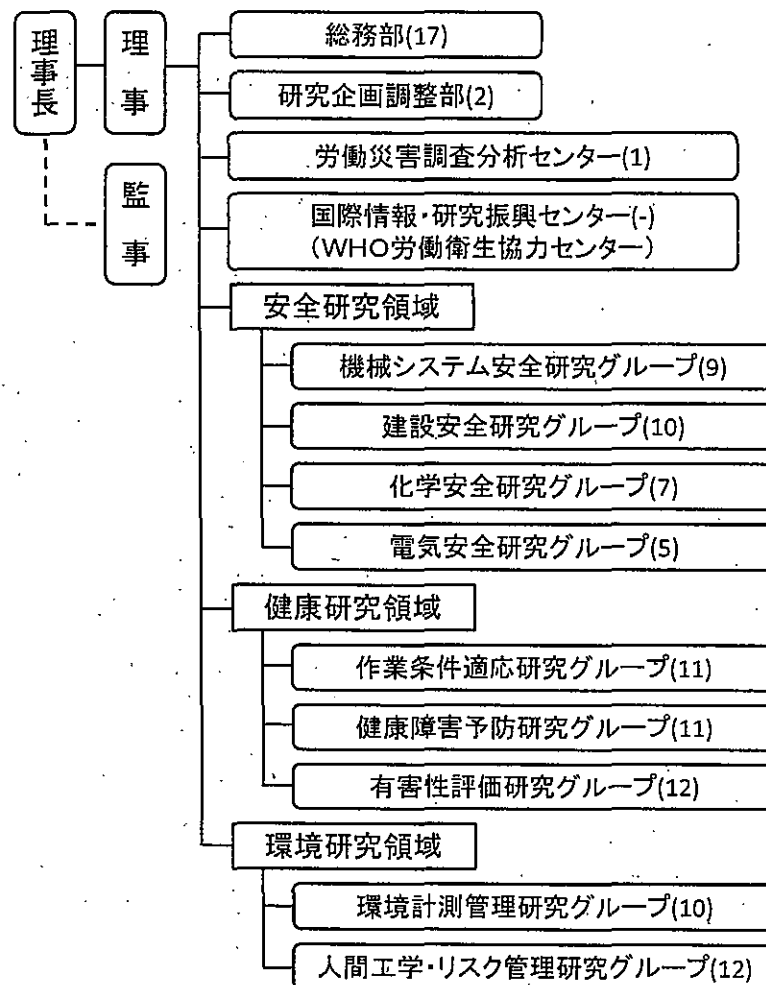 理事長
理事
監事
総務部(17)
研究企画調整部(2)
労働災害調査分析センター(1)
国際情報・研究振興センター(-)
（WHO労働衛生協力センター）
安全研究領域
機械システム安全研究グループ(9)
建設安全研究グループ(10)
化学安全研究グループ(7)
電気安全研究グループ(5)
健康研究領域
作業条件適応研究グループ(11)
健康障害予防研究グループ(11)
有害性評価研究グループ(12)
環境研究領域
環境計測管理研究グループ(10)
人間工学・リスク管理研究グループ(12)